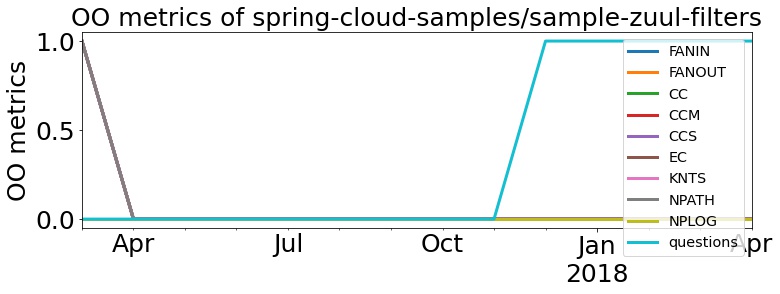 OO metrics of spring-cloud-samples/sample-zuul-filters
OO metrics
1.0
0.5
0.0
Apr
Jul
Oct
Jan
2018
Apr
FANIN
FANOUT
CC
CCM
CCS
EC
KNTS
NPATH
NPLOG
questions